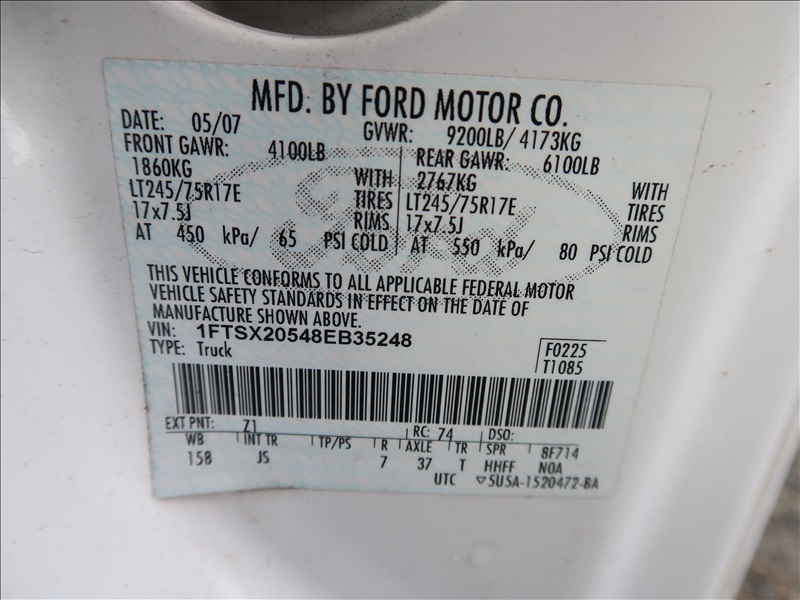 MFD. BY FORD MOTOR CO.
DATE: 05/07 GVWR: 9200LB/ 4173KG
FRONT GAWR: 4100LB REAR GAWR: 6100LB
1860KG WITH 2767KG WITH
LT245/75R17E TIRES LT245/75R17E TIRES
17x7.5J RIMS 17x7.5J RIMS
AT 450 kPa/ 65 PSI COLD AT 550 kPa/ 80 PSI COLD
THIS VEHICLE CONFORMS TO ALL APPLICABLE FEDERAL MOTOR
VEHICLE SAFETY STANDARDS IN EFFECT ON THE DATE OF
MANUFACTURE SHOWN ABOVE.
VIN: 1FTSX20548EB35248
TYPE: Truck
F0225
T1085
EXT PNT: Z1 RC: 74 DSO:
WB INT TR TP/PS R AXLE TR SPR 8F714
158 JS 7 37 T HHFF NOA
UTC ▽5U5A-1520472-BA
Ford